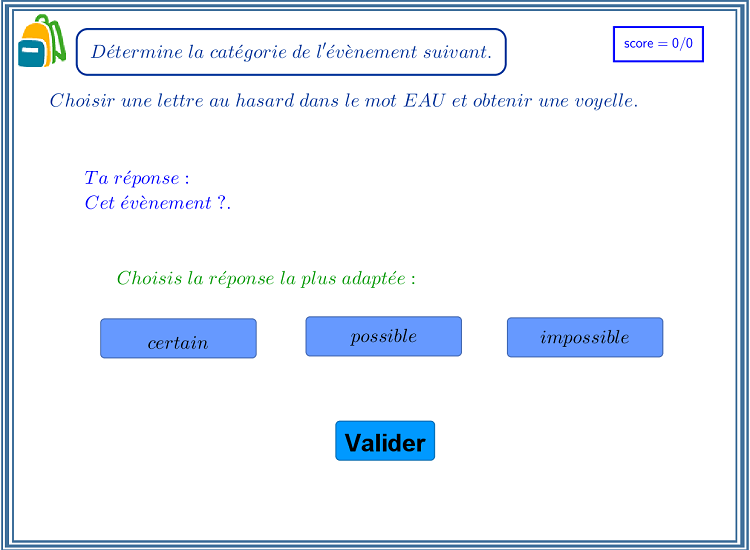 Détermine la catégorie de l'évènement suivant.
score = 0/0
Choisir une lettre au hasard dans le mot EAU et obtenir une voyelle.
Ta réponse :
Cet évènement ?.
Choisis la réponse la plus adaptée :
certain
possible
impossible
Valider